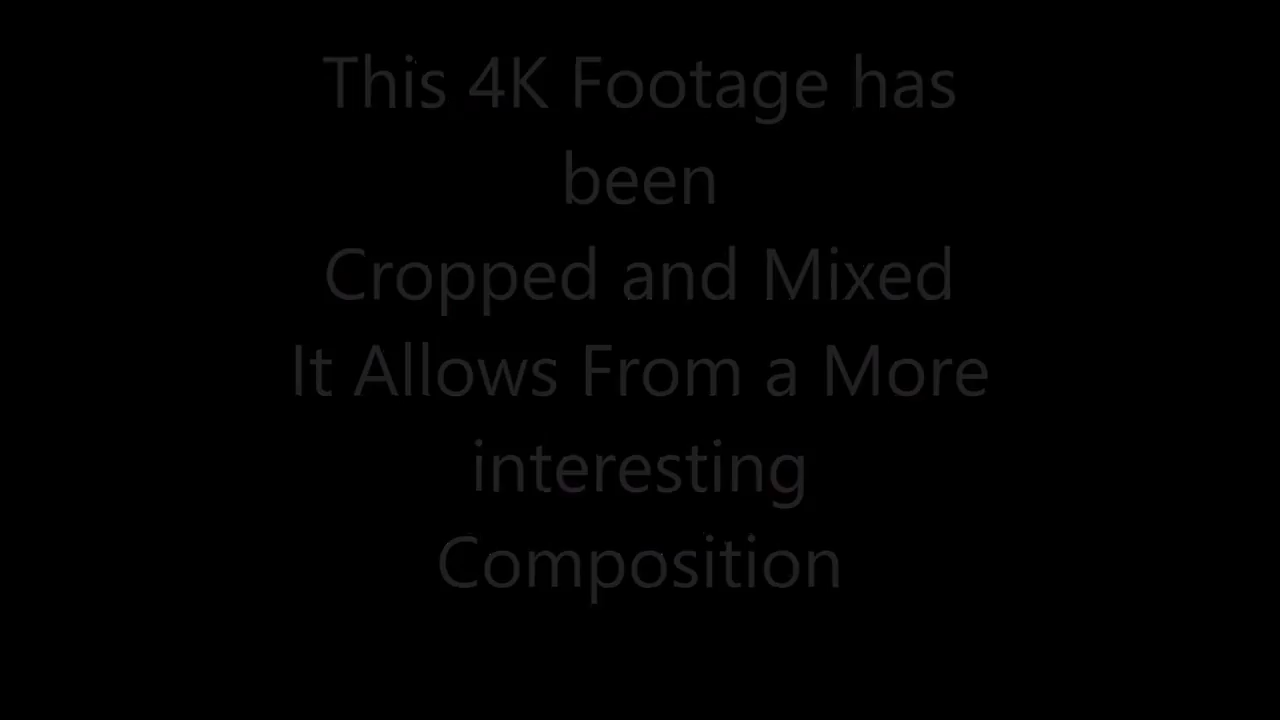 This 4K Footage has
been
Cropped and Mixed
It Allows From a More
interesting
Composition